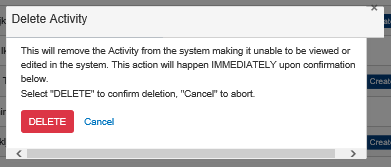 Delete Activity
This will remove the Activity from the system making it unable to be viewed or
edited in the system. This action will happen IMMEDIATELY upon confirmation
below.
Select "DELETE" to confirm deletion, "Cancel" to abort.
DELETE
Cancel